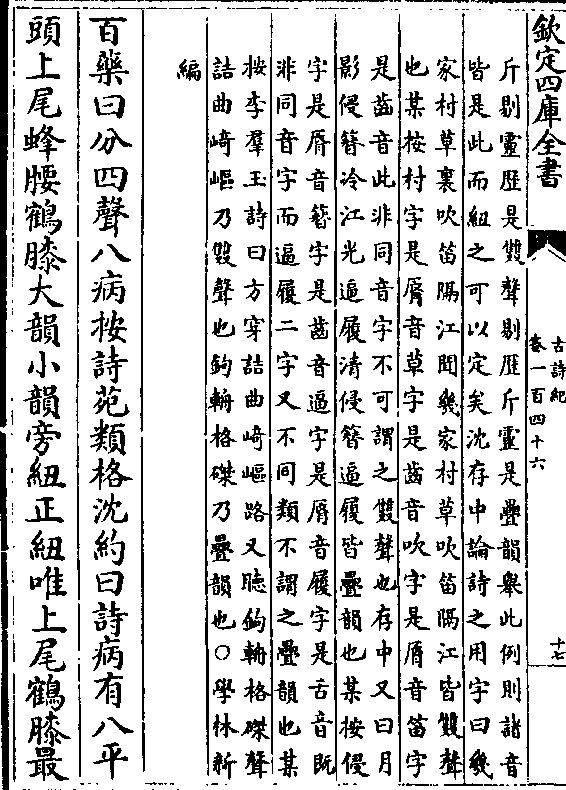 欽定四庫全書
古詩紀
卷一百四十六
十七
斤剔靈歴是雙聲剔歴斤靈是疊韻舉此例則諸音
皆是此而紐之可以定矣沈存中論詩之用字曰幾
家村草裏吹笛隔江聞幾家村草吹笛隔江皆雙聲
也某按村字是脣音草字是齒音吹字是脣音笛字
是齒音此非同音字不可謂之雙聲也存中又曰月
影侵簪冷江光逼履清侵簪逼履皆疊韻也某按侵
字是脣音簪字是齒音逼字是脣音履字是舌音既
非同音字而逼履二字又不同類不謂之疊韻也某
按李羣玉詩曰方穿詰曲崎嶇路又聴鈎輈格磔聲
詰曲崎嶇乃雙聲也鈎輈格磔乃疊韻也○學林新
編
百藥曰分四聲八病按詩苑類格沈約曰詩病有八平
頭上尾蜂腰鶴膝大韻小韻旁紐正紐唯上尾鶴膝最